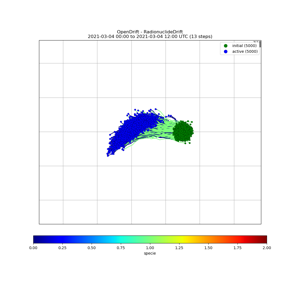 OpenDrift - RadionuclideDrift
2021-03-04 00:00 to 2021-03-04 12:00 UTC (13 steps)
initial (5000)
active (5000)
0.00 0.25 0.50 0.75 1.00 1.25 1.50 1.75 2.00
specie